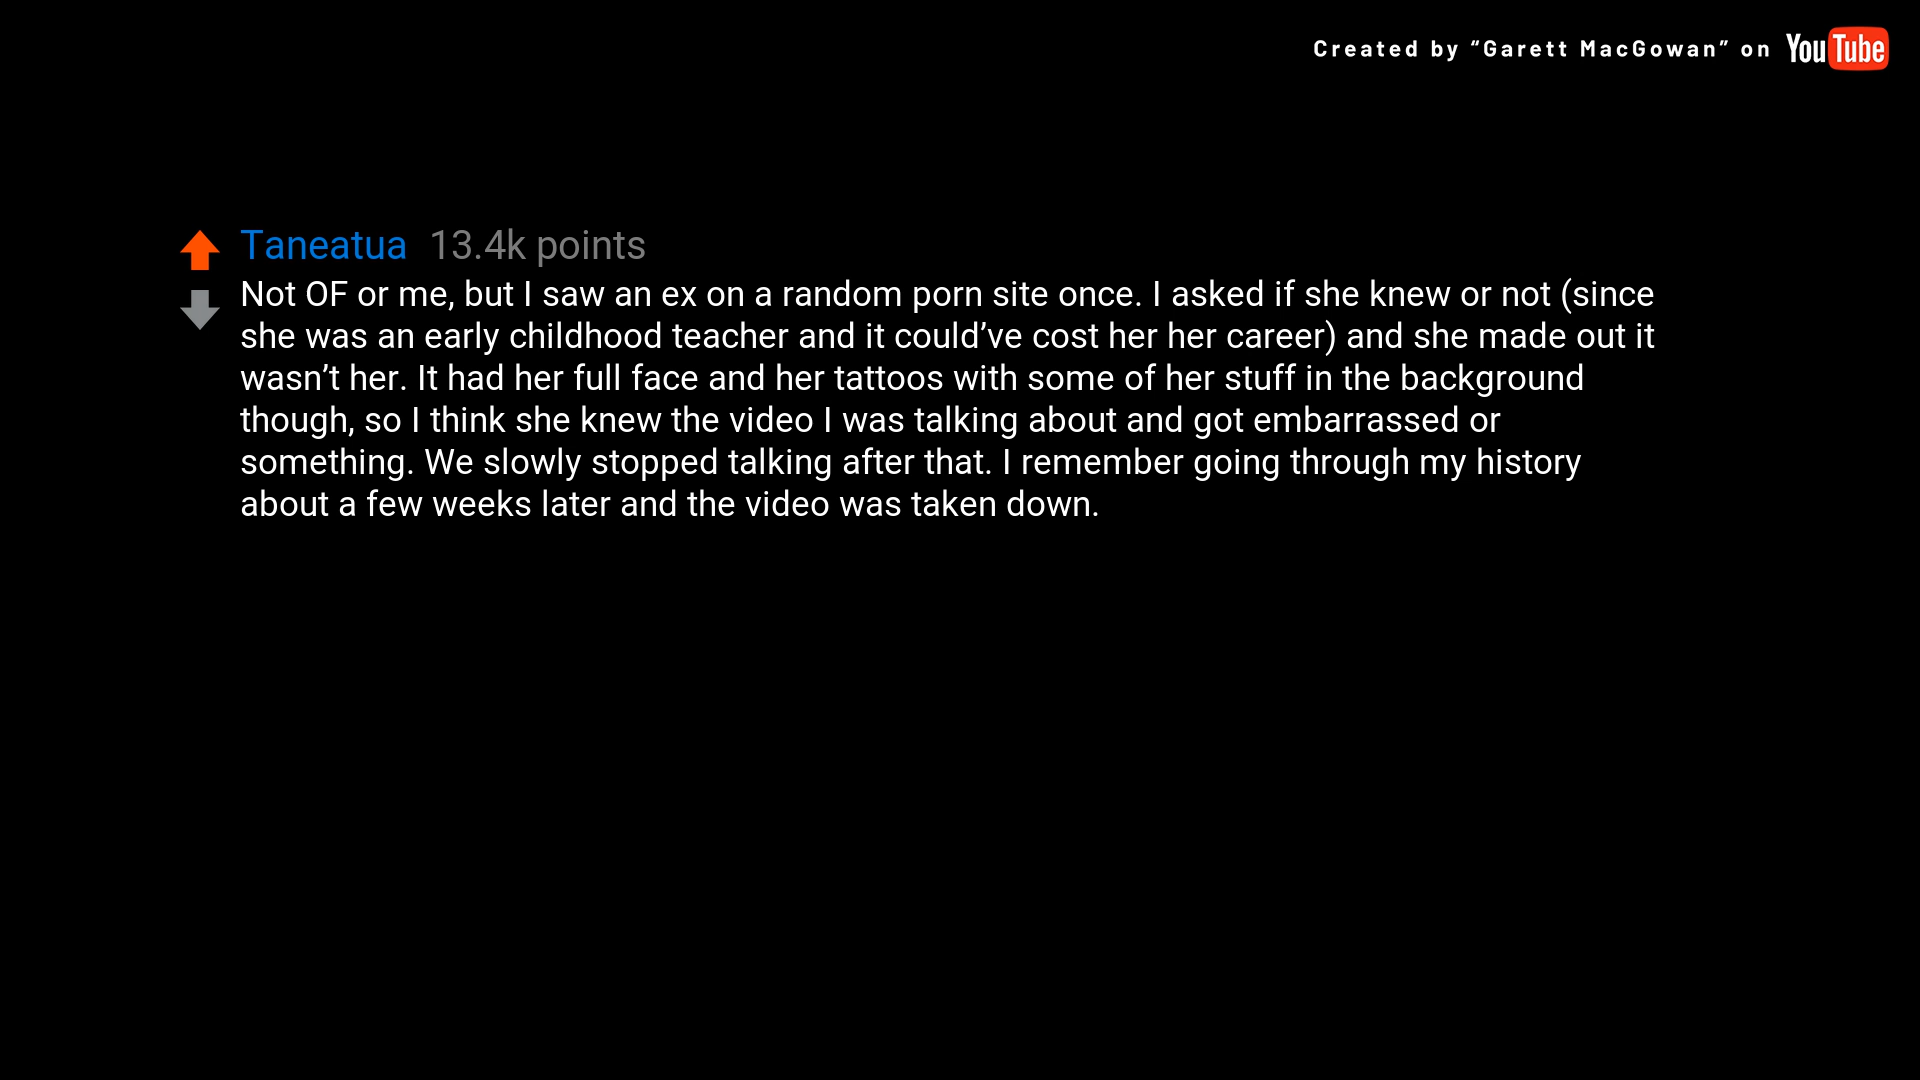 Created by “Garett MacGowan” on YouTube
Taneatua 13.4k points
Not OF or me, but I saw an ex on a random porn site once. I asked if she knew or not (since
she was an early childhood teacher and it could’ve cost her her career) and she made out it
wasn’t her. It had her full face and her tattoos with some of her stuff in the background
though, so I think she knew the video I was talking about and got embarrassed or
something. We slowly stopped talking after that. I remember going through my history
about a few weeks later and the video was taken down.